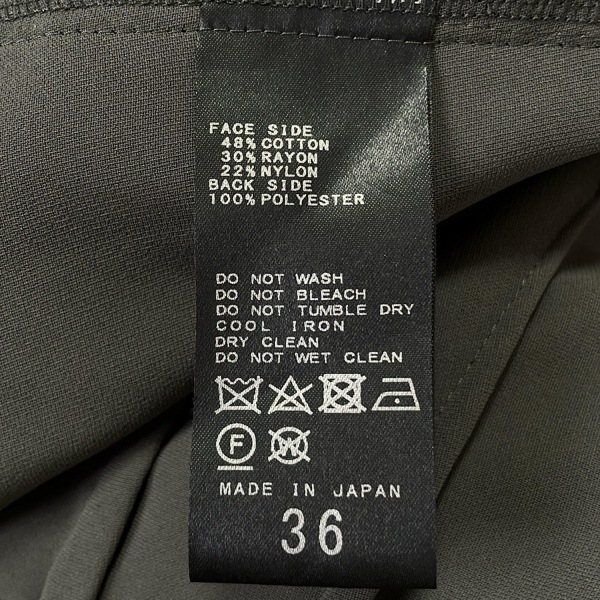 FACE SIDE
48% COTTON
30% RAYON
22% NYLON
BACK SIDE
100% POLYESTER
DO NOT WASH
DO NOT BLEACH
DO NOT TUMBLE DRY
COOL IRON
DRY CLEAN
DO NOT WET CLEAN
F W
MADE IN JAPAN
36